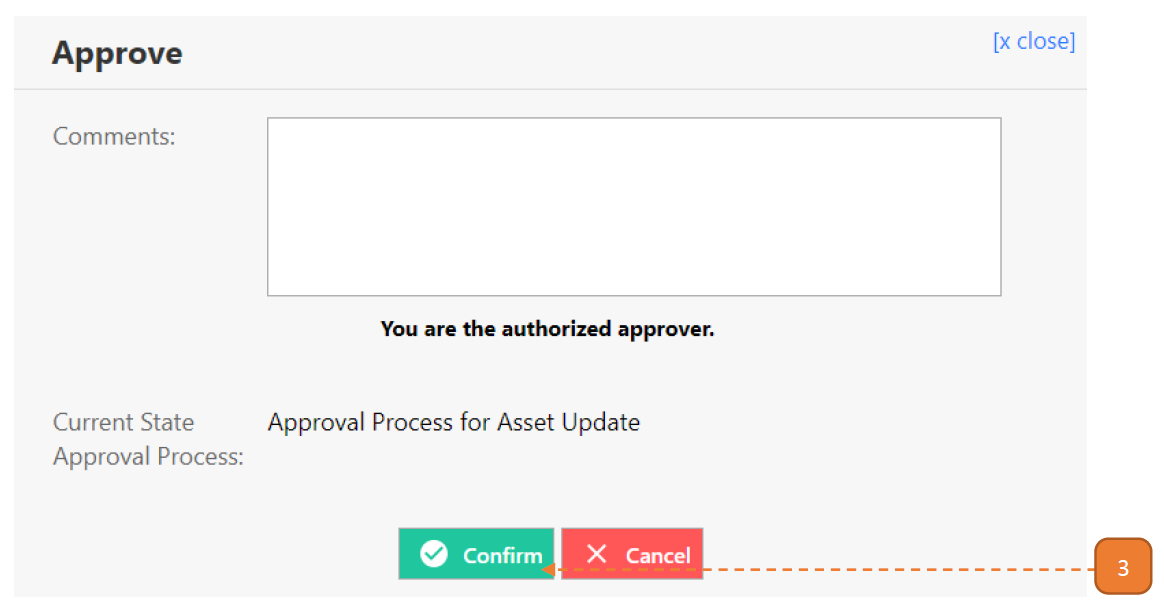 Approve
[x close]
Comments:
You are the authorized approver.
Current State Approval Process for Asset Update
Approval Process:
Confirm Cancel
3